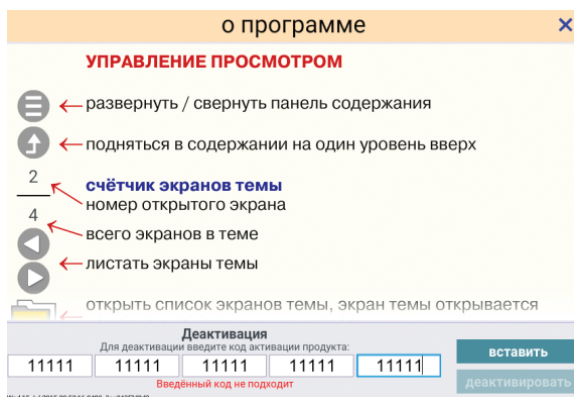 о программе ×
УПРАВЛЕНИЕ ПРОСМОТРОМ
развернуть / свернуть панель содержания
подняться в содержании на один уровень вверх
2
счётчик экранов темы
номер открытого экрана
4
всего экранов в теме
листать экраны темы
открыть список экранов темы, экран темы открывается
Деактивация
Для деактивации введите код активации продукта:
вставить
11111 11111 11111 11111 11111
Введённый код не подходит
деактивировать